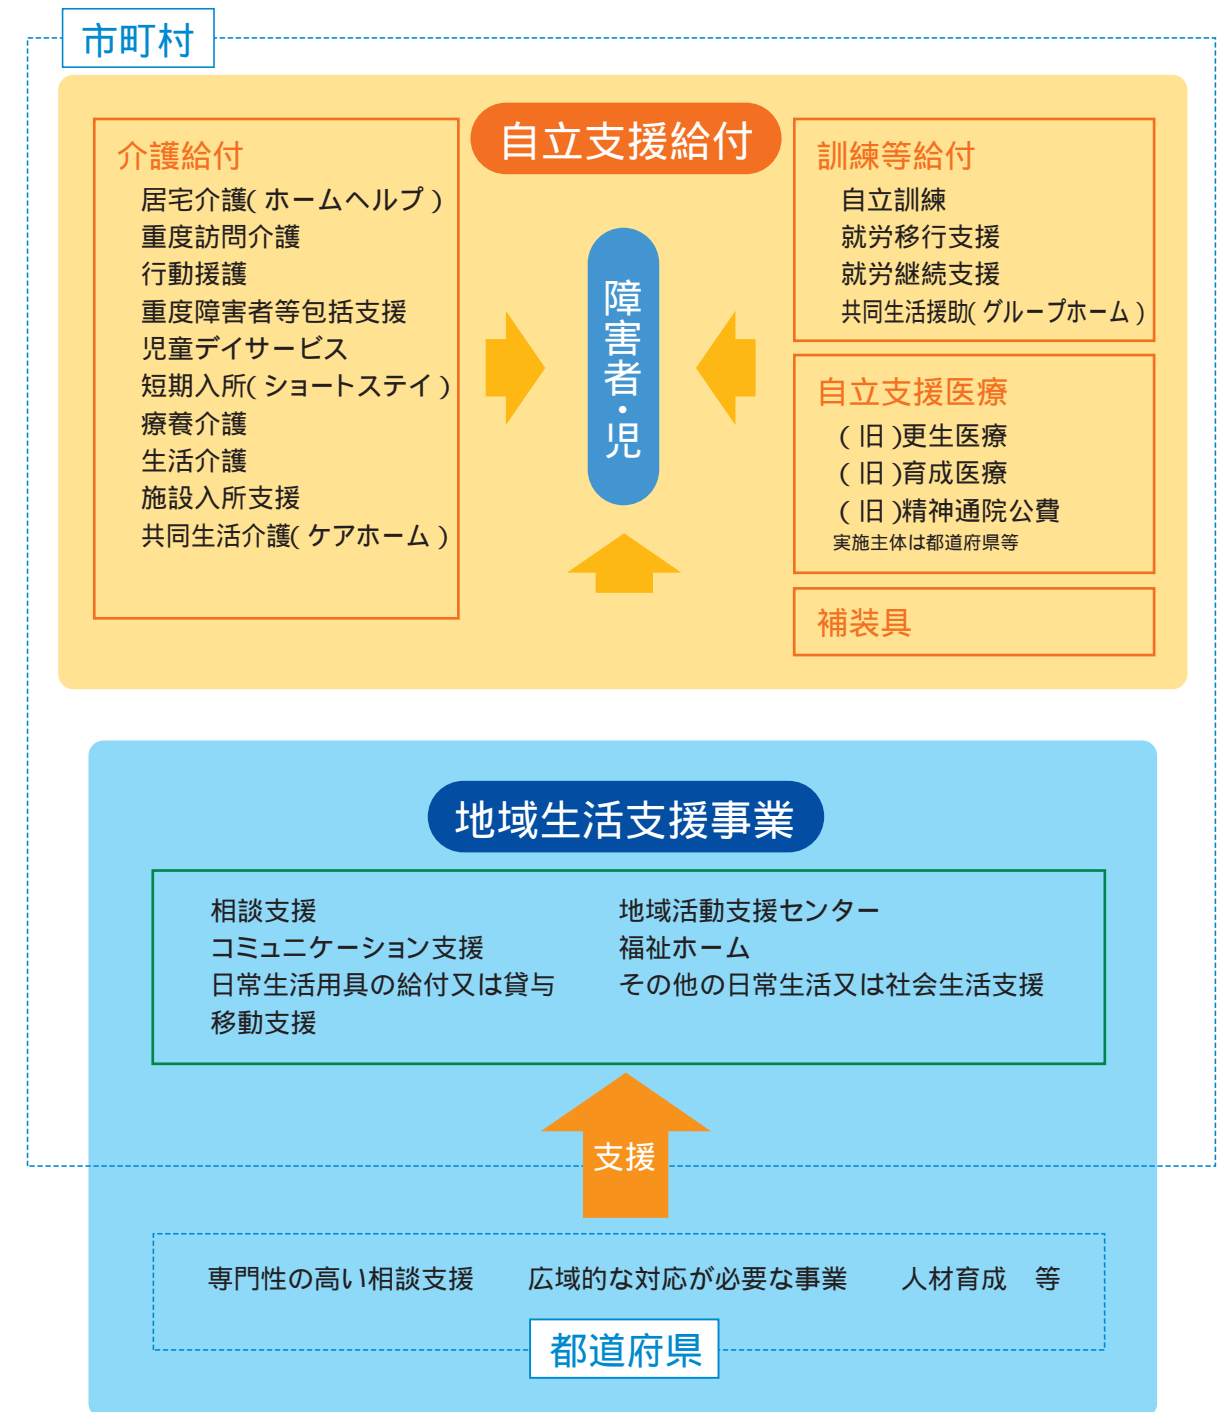 市町村
自立支援給付
介護給付
居宅介護(ホームヘルプ)
重度訪問介護
行動援護
重度障害者等包括支援
児童デイサービス
短期入所(ショートステイ)
療養介護
生活介護
施設入所支援
共同生活介護(ケアホーム)
障害者・児
訓練等給付
自立訓練
就労移行支援
就労継続支援
共同生活援助(グループホーム)
自立支援医療
(旧)更生医療
(旧)育成医療
(旧)精神通院公費
実施主体は都道府県等
補装具
地域生活支援事業
相談支援
コミュニケーション支援
日常生活用具の給付又は貸与
移動支援
地域活動支援センター
福祉ホーム
その他の日常生活又は社会生活支援
支援
専門性の高い相談支援　広域的な対応が必要な事業　人材育成　等
都道府県